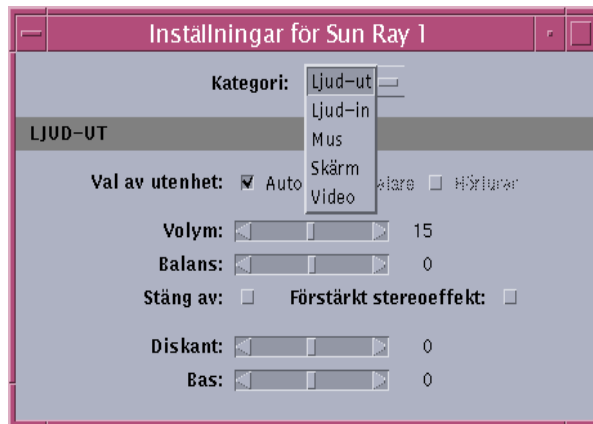 Inställningar för Sun Ray 1
Kategori: Ljud-ut
Ljud-in
Mus
Skärm
Video
LJUD-UT
Val av utenhet: Auto Hörlurar
Volym: 15
Balans: 0
Stäng av: Förstärkt stereoeffekt:
Diskant: 0
Bas: 0